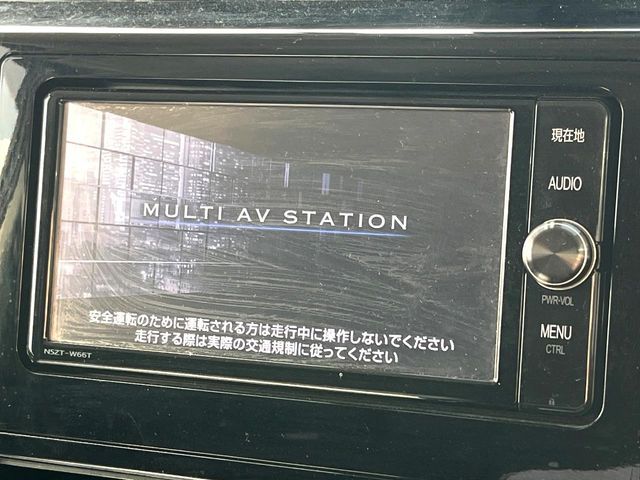 現在地
AUDIO
MULTI AV STATION
PWR-VOL
安全運転のために運転される方は走行中に操作しないでください
走行する際は実際の交通規制に従ってください
MENU
CTRL
NSZT-W66T